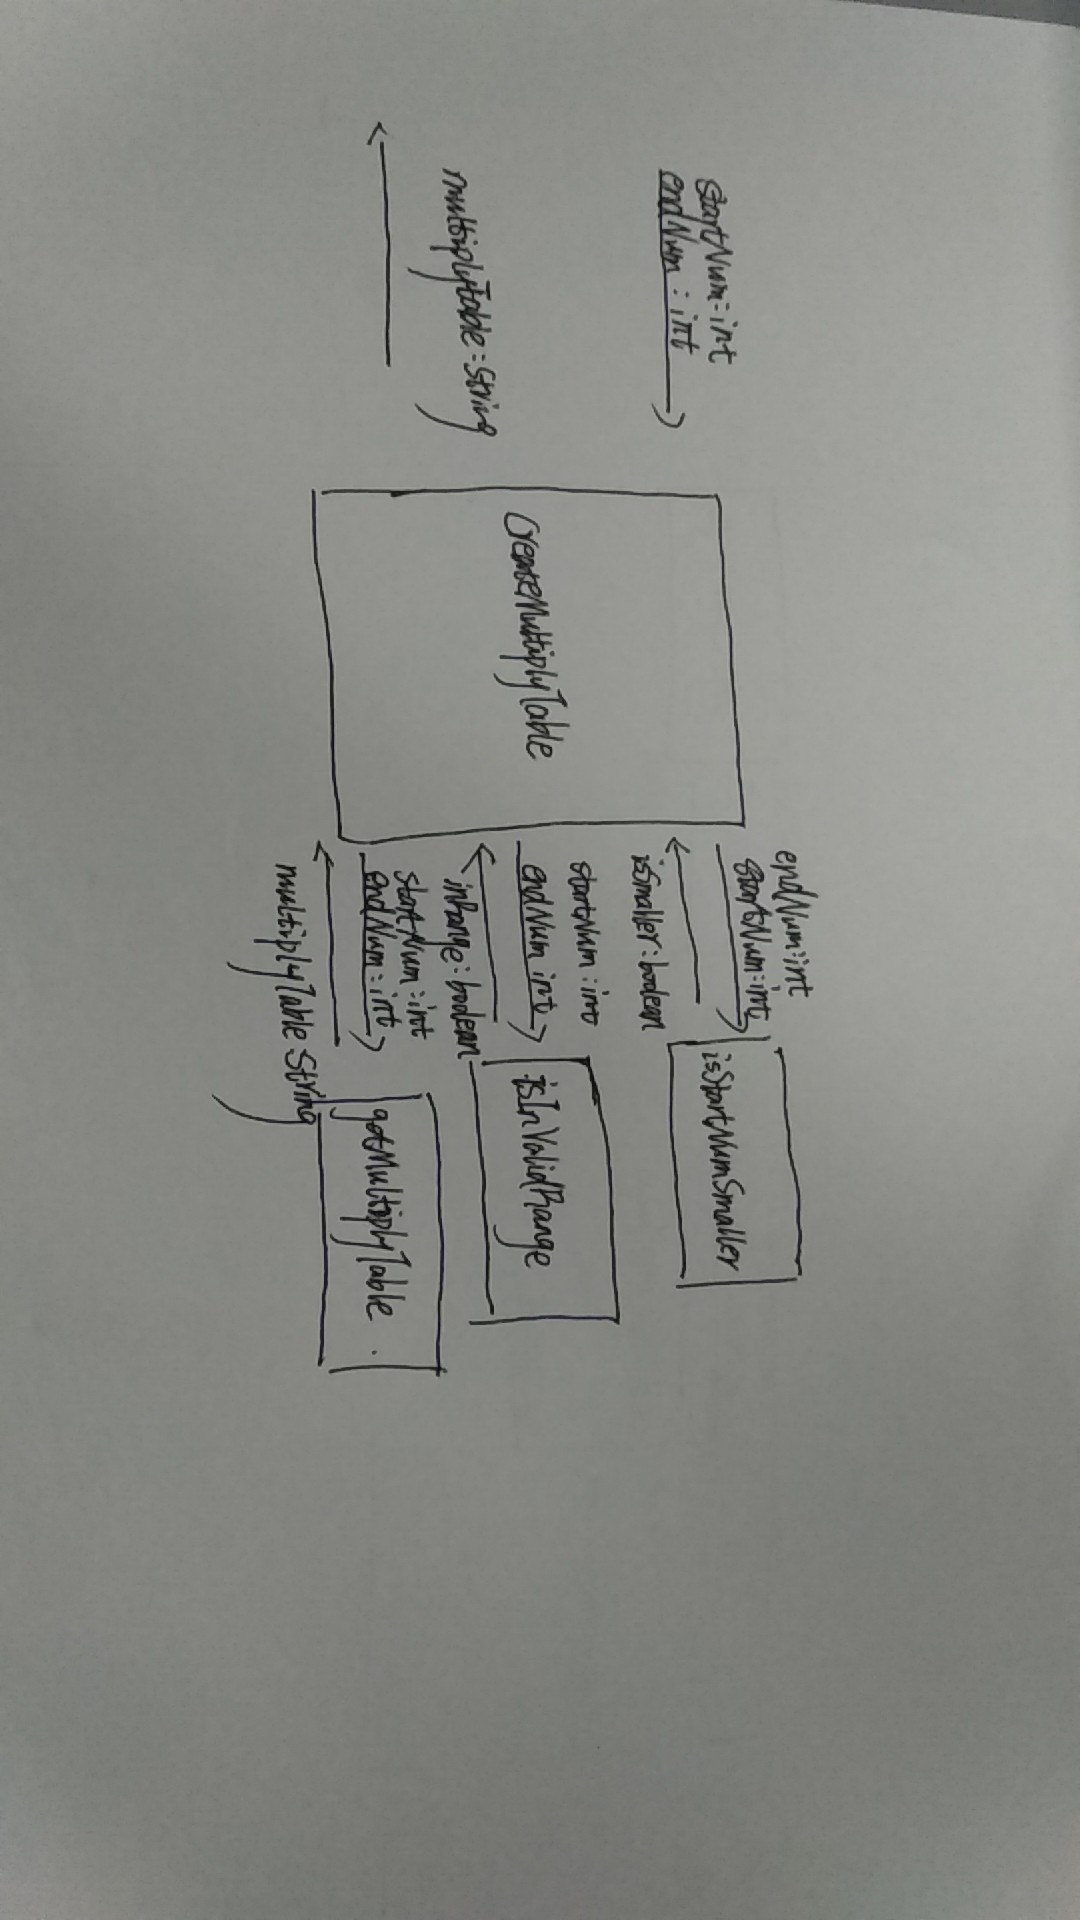 startNum:int
endNum:int
multiplyTable:String
CreateMultiplyTable
endNum:int
startNum:int
isSmaller:boolean
isStartNumSmaller
startNum:int
endNum int
inRange:boolean
isInValidRange
startNum:int
endNum:int
multiplyTable String
getMultiplyTable.